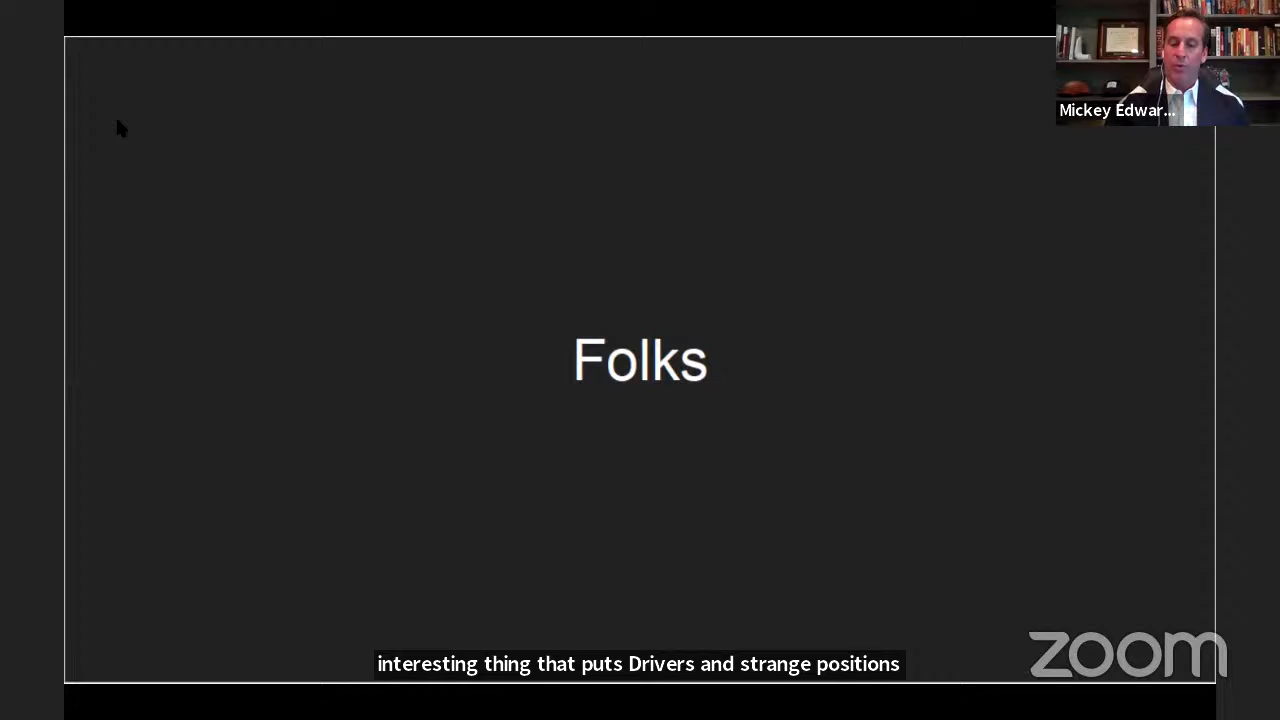 Mickey Edwar...
Folks
interesting thing that puts Drivers and strange positions
zoom